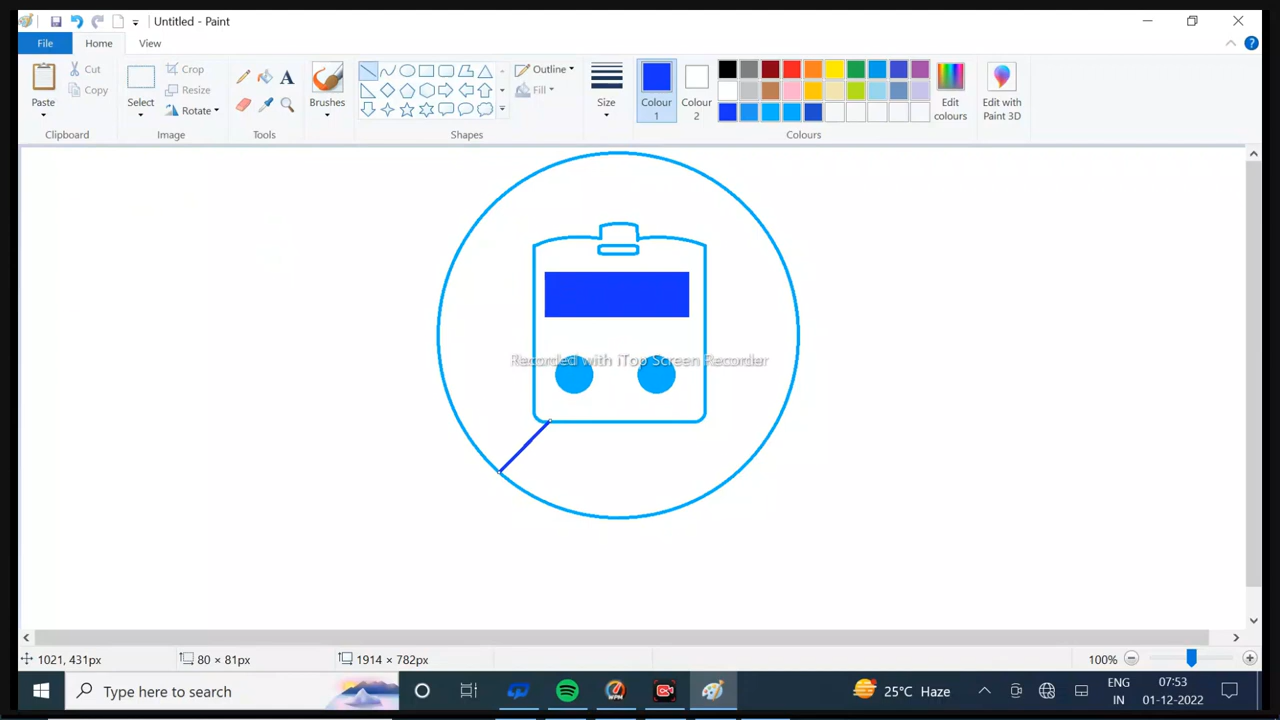 Untitled - Paint
File
Home
View
Paste
Cut
Copy
Clipboard
Select
Crop
Resize
Rotate
Image
A
Tools
Brushes
Outline
Fill
Shapes
Size
Colour
1
Colour
2
Edit
colours
Colours
Edit with
Paint 3D
Recorded with iTop Screen Recorder
1021, 431px
80 × 81px
1914 × 782px
100%
Type here to search
WPM
25°C Haze
ENG
IN
07:53
01-12-2022